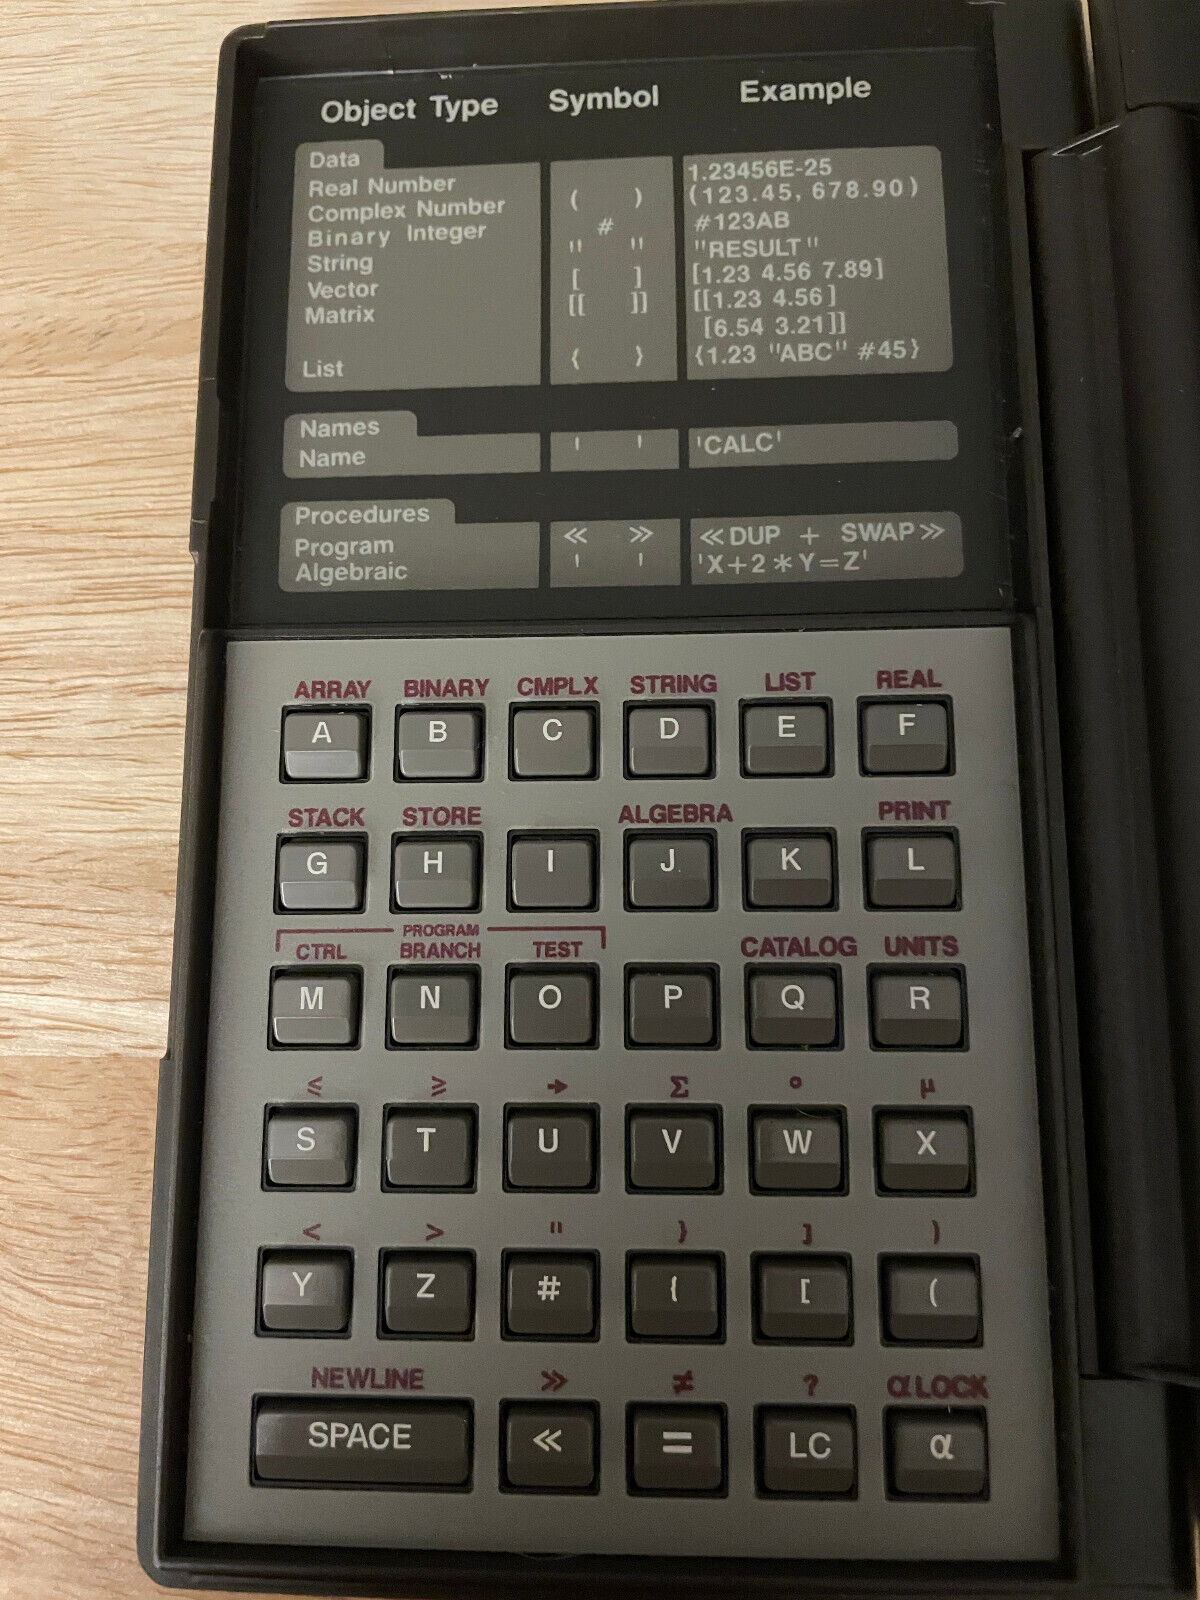 Object Type Symbol Example
Data
Real Number 1.23456E-25
Complex Number ( ) (123.45, 678.90)
Binary Integer # #123AB
String " " "RESULT"
Vector [ ] [1.23 4.56 7.89]
Matrix [[ ]] [[1.23 4.56]
[6.54 3.21]]
List { } {1.23 "ABC" #45}
Names
Name ' ' 'CALC'
Procedures
Program ≪ ≫ ≪DUP + SWAP≫
Algebraic ' ' 'X+2*Y=Z'
ARRAY BINARY CMPLX STRING LIST REAL
A B C D E F
STACK STORE ALGEBRA PRINT
G H I J K L
PROGRAM
CTRL BRANCH TEST CATALOG UNITS
M N O P Q R
≤ ≥ → Σ ° μ
S T U V W X
< > " } ] )
Y Z # { [ (
NEWLINE ≫ ≠ ? α LOCK
SPACE ≪ = LC α